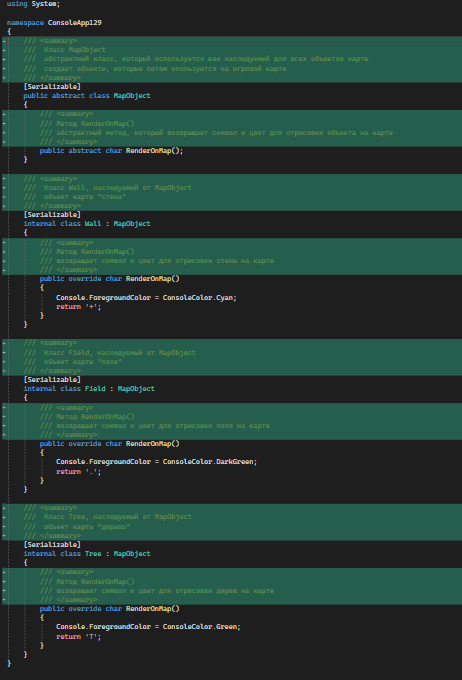 using System;
namespace ConsoleApp129
{
+ /// <summary>
+ /// Класс MapObject
+ /// абстрактный класс, который используется как наследуемый для всех объектов карты
+ /// создает объекты, которые потом используются на игровой карте
+ /// </summary>
[Serializable]
public abstract class MapObject
{
+ /// <summary>
+ /// Метод RenderOnMap()
+ /// абстрактный метод, который возвращает символ и цвет для отрисовки объекта на карте
+ /// </summary>
public abstract char RenderOnMap();
}
+ /// <summary>
+ /// Класс Wall, наследуемый от MapObject
+ /// объект карты "стена"
+ /// </summary>
[Serializable]
internal class Wall : MapObject
{
+ /// <summary>
+ /// Метод RenderOnMap()
+ /// возвращает символ и цвет для отрисовки стены на карте
+ /// </summary>
public override char RenderOnMap()
{
Console.ForegroundColor = ConsoleColor.Cyan;
return '+';
}
}
+ /// <summary>
+ /// Класс Field, наследуемый от MapObject
+ /// объект карты "поле"
+ /// </summary>
[Serializable]
internal class Field : MapObject
{
+ /// <summary>
+ /// Метод RenderOnMap()
+ /// возвращает символ и цвет для отрисовки поля на карте
+ /// </summary>
public override char RenderOnMap()
{
Console.ForegroundColor = ConsoleColor.DarkGreen;
return '.';
}
}
+ /// <summary>
+ /// Класс Tree, наследуемый от MapObject
+ /// объект карты "дерево"
+ /// </summary>
[Serializable]
internal class Tree : MapObject
{
+ /// <summary>
+ /// Метод RenderOnMap()
+ /// возвращает символ и цвет для отрисовки дерев на карте
+ /// </summary>
public override char RenderOnMap()
{
Console.ForegroundColor = ConsoleColor.Green;
return 'T';
}
}
}